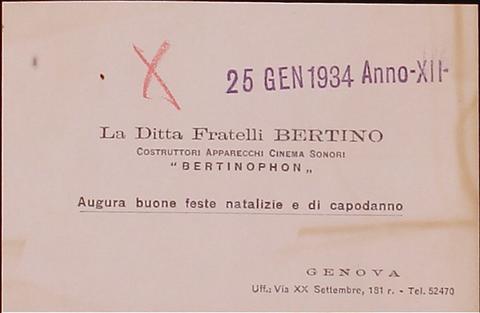 25 GEN 1934 Anno-XII-
La Ditta Fratelli BERTINO
COSTRUTTORI APPARECCHI CINEMA SONORI
"BERTINOPHON„
Augura buone feste natalizie e di capodanno
GENOVA
Uff.: Via XX Settembre, 181 r. - Tel. 52470